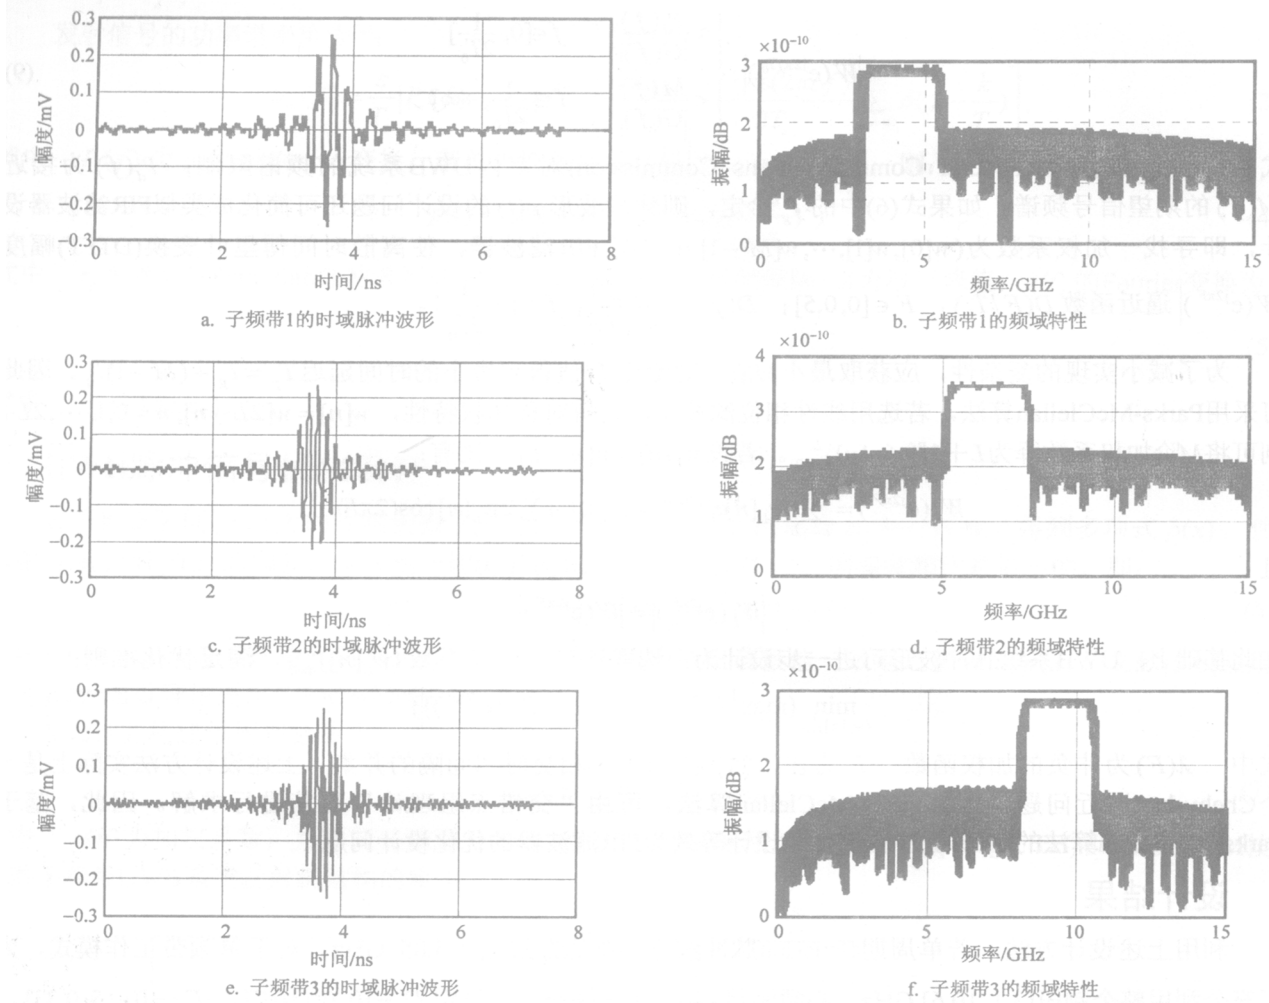 0.3
0.2
0.1
0
−0.1
−0.2
−0.3
幅度/mV
0 2 4 6 8
时间/ns
a. 子频带1的时域脉冲波形
×10⁻¹⁰
3
2
1
0
振幅/dB
0 5 10 15
频率/GHz
b. 子频带1的频域特性
0.3
0.2
0.1
0
−0.1
−0.2
−0.3
幅度/mV
0 2 4 6 8
时间/ns
c. 子频带2的时域脉冲波形
×10⁻¹⁰
4
3
2
1
0
振幅/dB
0 5 10 15
频率/GHz
d. 子频带2的频域特性
0.3
0.2
0.1
0
−0.1
−0.2
−0.3
幅度/mV
0 2 4 6 8
时间/ns
e. 子频带3的时域脉冲波形
×10⁻¹⁰
3
2
1
0
振幅/dB
0 5 10 15
频率/GHz
f. 子频带3的频域特性